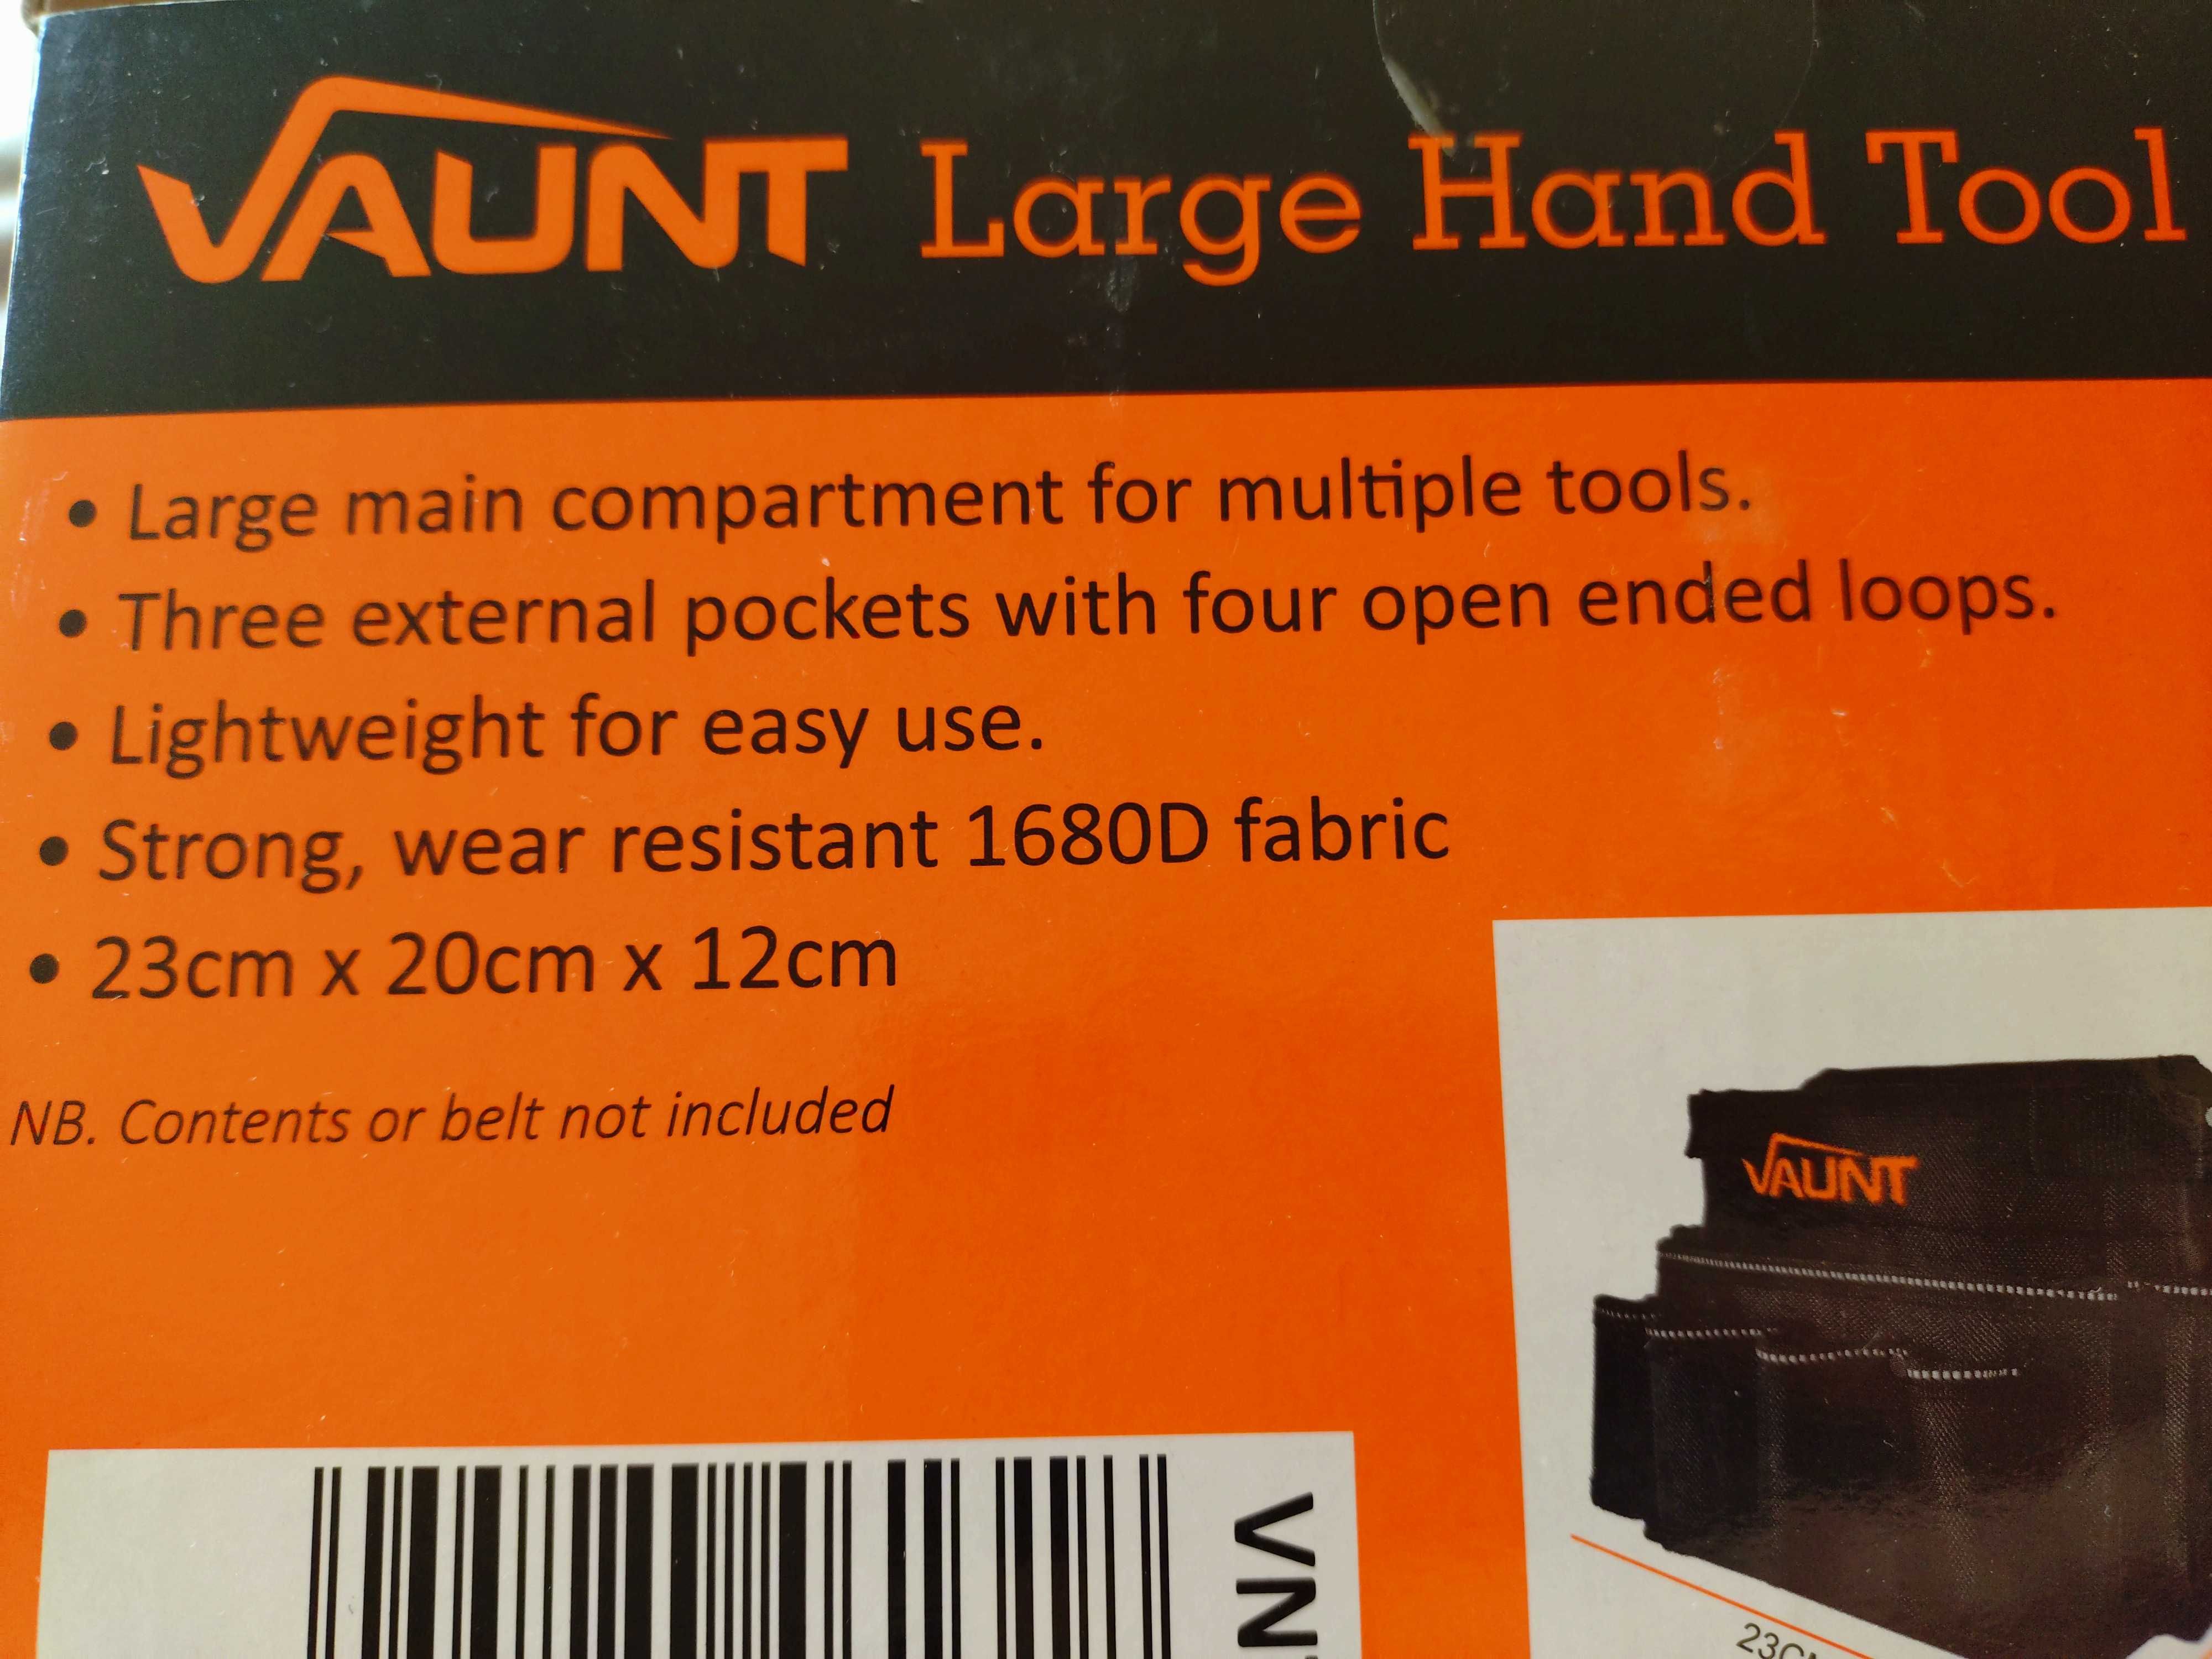 VAUNT Large Hand Tool
• Large main compartment for multiple tools.
• Three external pockets with four open ended loops.
• Lightweight for easy use.
• Strong, wear resistant 1680D fabric
• 23cm x 20cm x 12cm
NB. Contents or belt not included
VAUNT
VN